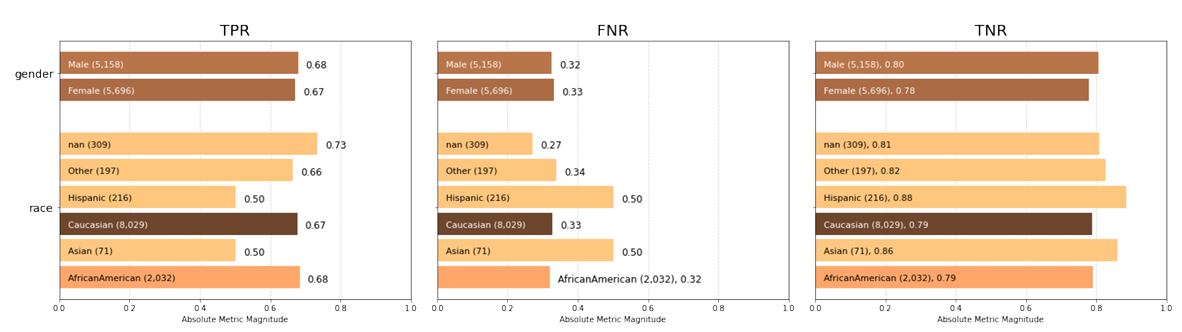 TPR
gender
Male (5,158) 0.68
Female (5,696) 0.67
race
nan (309) 0.73
Other (197) 0.66
Hispanic (216) 0.50
Caucasian (8,029) 0.67
Asian (71) 0.50
AfricanAmerican (2,032) 0.68
0.0 0.2 0.4 0.6 0.8 1.0
Absolute Metric Magnitude
FNR
Male (5,158) 0.32
Female (5,696) 0.33
nan (309) 0.27
Other (197) 0.34
Hispanic (216) 0.50
Caucasian (8,029) 0.33
Asian (71) 0.50
AfricanAmerican (2,032), 0.32
0.0 0.2 0.4 0.6 0.8 1.0
Absolute Metric Magnitude
TNR
Male (5,158), 0.80
Female (5,696), 0.78
nan (309), 0.81
Other (197), 0.82
Hispanic (216), 0.88
Caucasian (8,029), 0.79
Asian (71), 0.86
AfricanAmerican (2,032), 0.79
0.0 0.2 0.4 0.6 0.8 1.0
Absolute Metric Magnitude